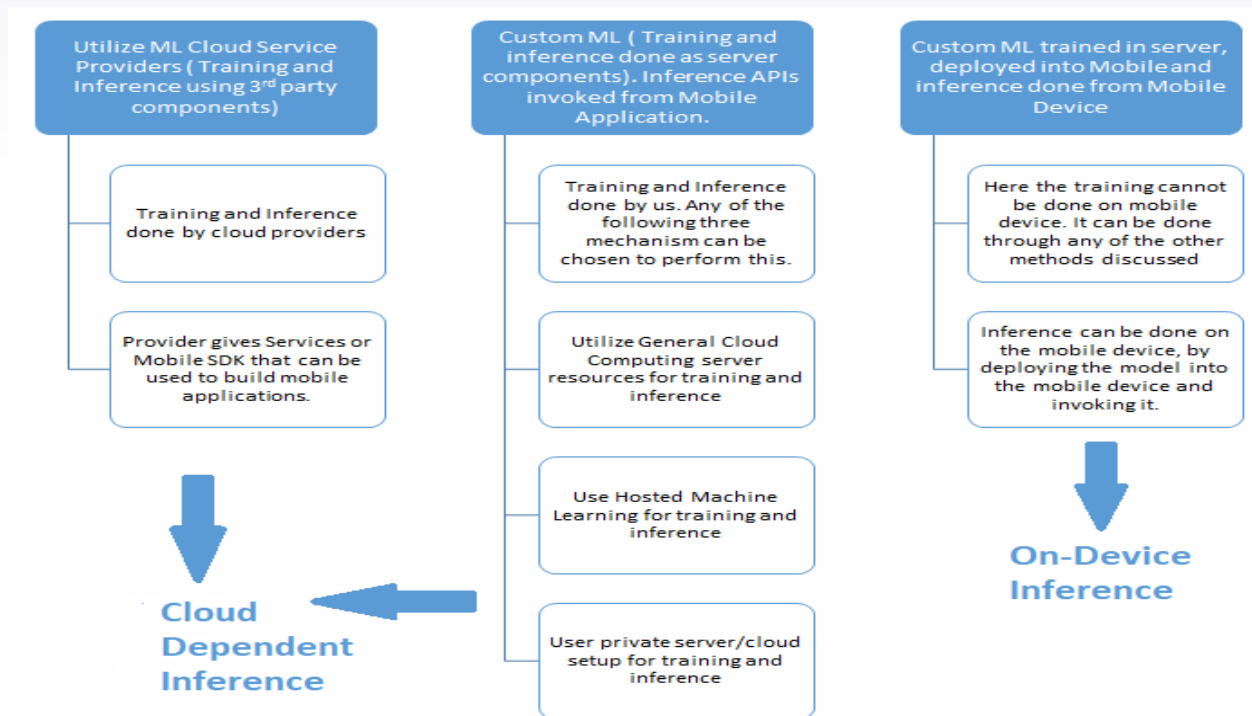 Utilize ML Cloud Service
Providers ( Training and
Inference using 3rd party
components)
Training and Inference
done by cloud providers
Provider gives Services or
Mobile SDK that can be
used to build mobile
applications.
Cloud
Dependent
Inference
Custom ML ( Training and
inference done as server
components). Inference APIs
invoked from Mobile
Application.
Training and Inference
done by us. Any of the
following three
mechanism can be
chosen to perform this.
Utilize General Cloud
Computing server
resources for training and
inference
Use Hosted Machine
Learning for training and
inference
User private server/cloud
setup for training and
inference
Custom ML trained in server,
deployed into Mobile and
inference done from Mobile
Device
Here the training cannot
be done on mobile
device. It can be done
through any of the other
methods discussed
Inference can be done on
the mobile device, by
deploying the model into
the mobile device and
invoking it.
On-Device
Inference